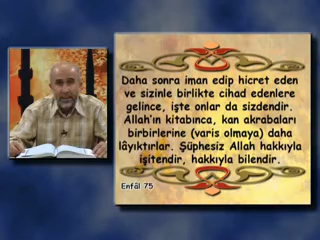 Daha sonra iman edip hicret eden
ve sizinle birlikte cihad edenlere
gelince, işte onlar da sizdendir.
Allah'ın kitabınca, kan akrabaları
birbirlerine (varis olmaya) daha
lâyıktırlar. Şüphesiz Allah hakkıyla
işitendir, hakkıyla bilendir.
Enfâl 75